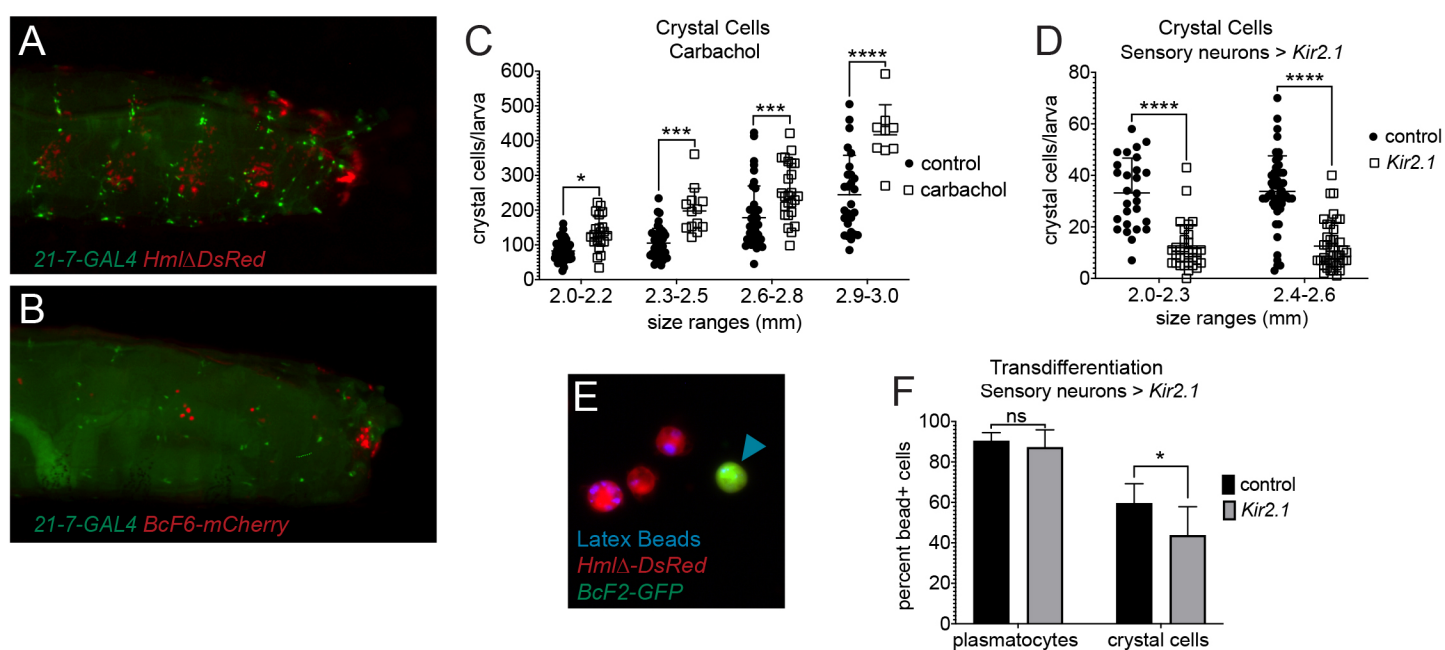 A
21-7-GAL4 HmlΔDsRed
B
21-7-GAL4 BcF6-mCherry
C
Crystal Cells
Carbachol
crystal cells/larva
600
500
400
300
200
100
0
*
***
***
****
2.0-2.2
2.3-2.5
2.6-2.8
2.9-3.0
size ranges (mm)
control
carbachol
D
Crystal Cells
Sensory neurons > Kir2.1
crystal cells/larva
80
60
40
20
0
****
****
2.0-2.3
2.4-2.6
size ranges (mm)
control
Kir2.1
E
Latex Beads
HmlΔ-DsRed
BcF2-GFP
F
Transdifferentiation
Sensory neurons > Kir2.1
percent bead+ cells
100
80
60
40
20
0
ns
*
plasmatocytes
crystal cells
control
Kir2.1